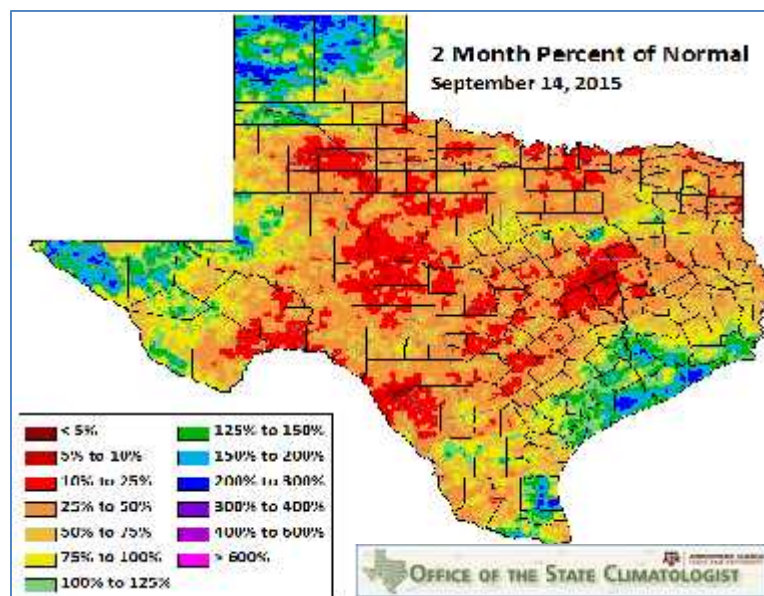 2 Month Percent of Normal
September 14, 2015
< 5%
5% to 10%
10% to 25%
25% to 50%
50% to 75%
75% to 100%
100% to 125%
125% to 150%
150% to 200%
200% to 300%
300% to 400%
400% to 600%
> 600%
OFFICE OF THE STATE CLIMATOLOGIST